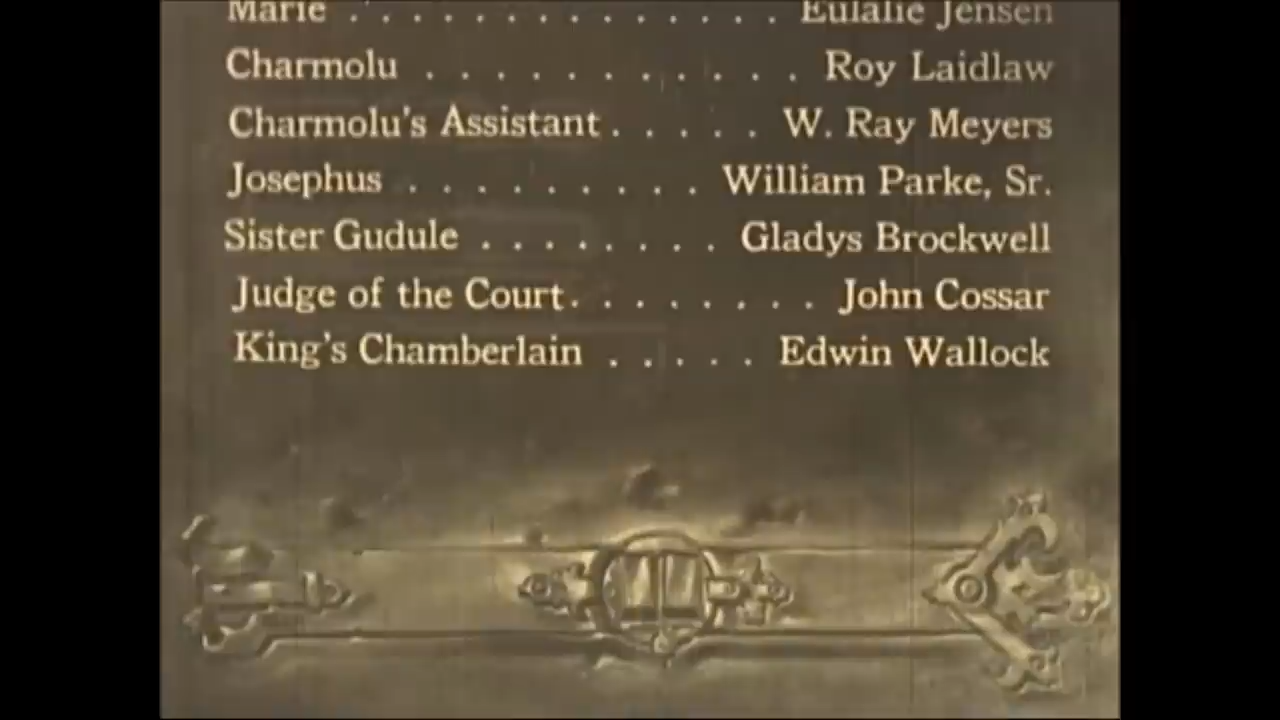 Marie . . . . . . . . . . . . . Eulalie Jensen
Charmolu . . . . . . . . . . . Roy Laidlaw
Charmolu's Assistant . . . . . W. Ray Meyers
Josephus . . . . . . . . . William Parke, Sr.
Sister Gudule . . . . . . . Gladys Brockwell
Judge of the Court . . . . . . . . John Cossar
King's Chamberlain . . . . . Edwin Wallock